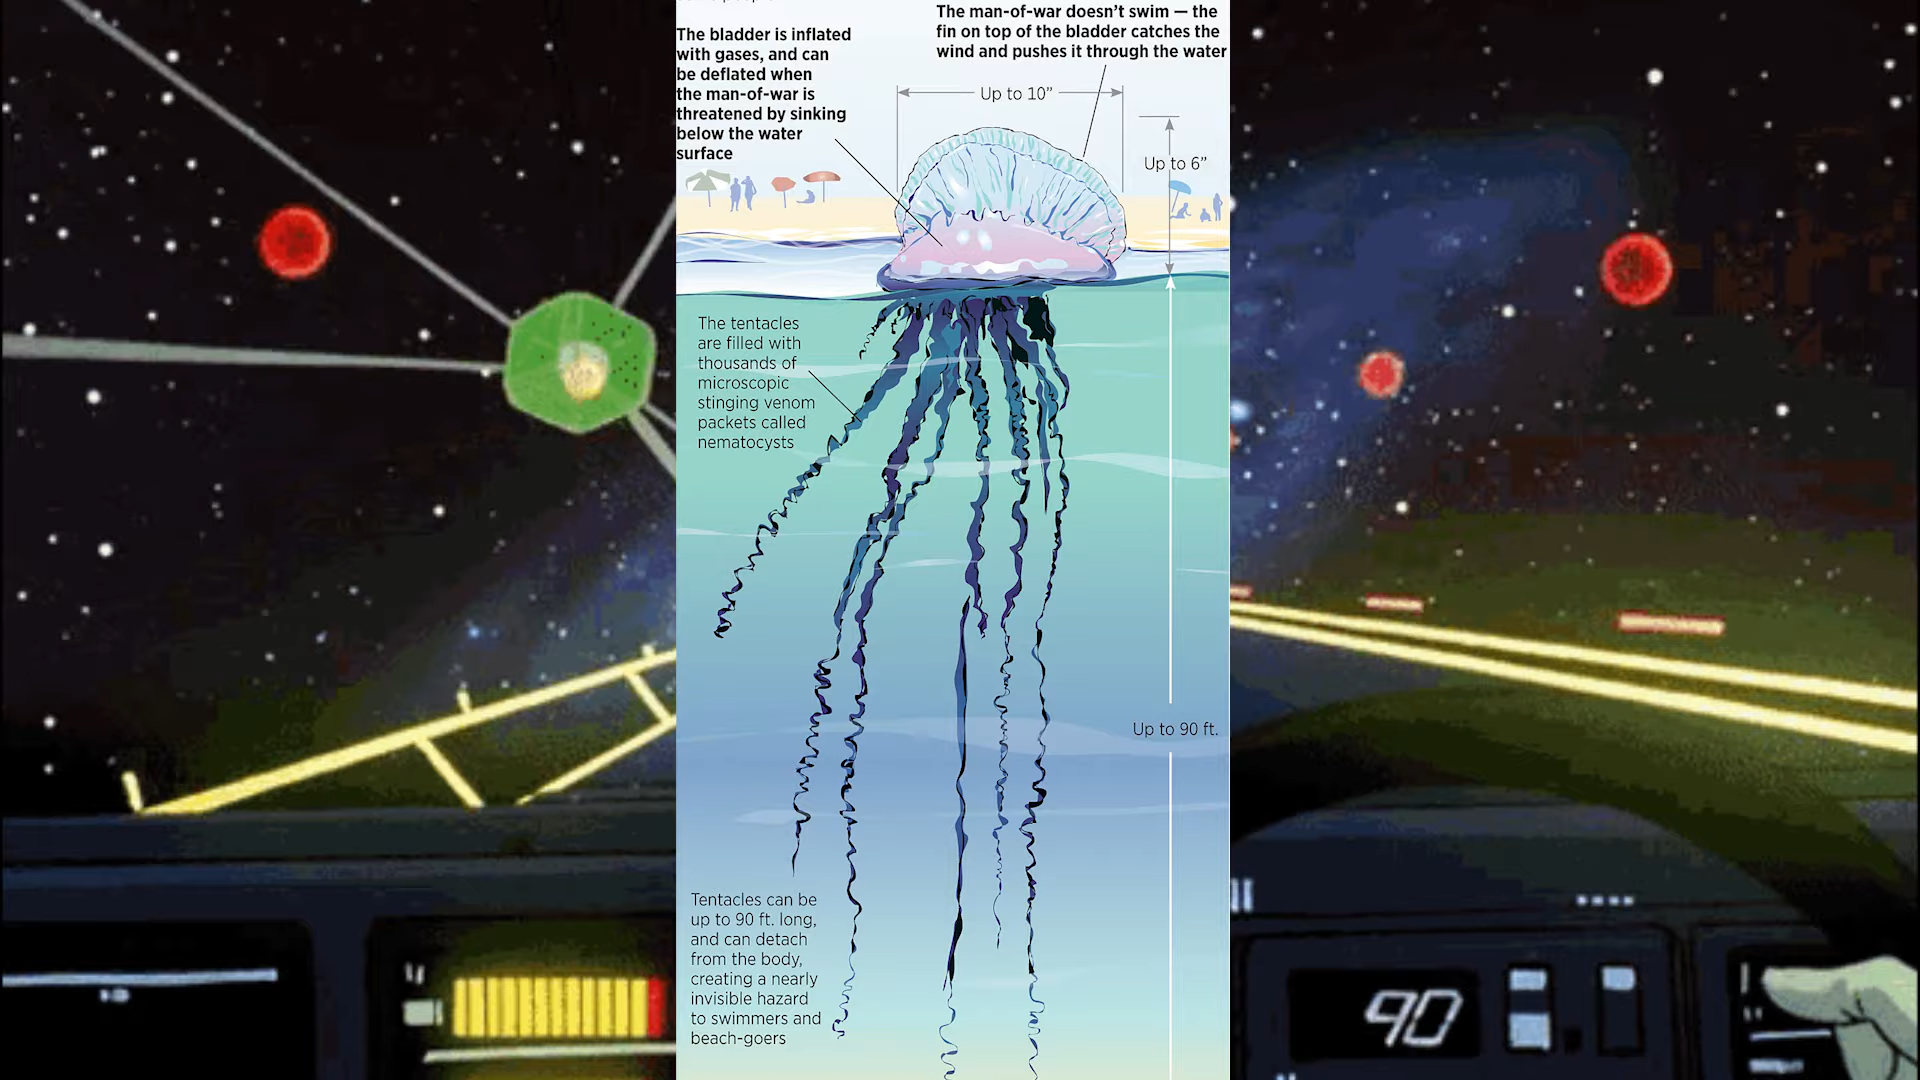 The bladder is inflated
with gases, and can
be deflated when
the man-of-war is
threatened by sinking
below the water
surface
The man-of-war doesn’t swim — the
fin on top of the bladder catches the
wind and pushes it through the water
Up to 10”
Up to 6”
The tentacles
are filled with
thousands of
microscopic
stinging venom
packets called
nematocysts
Up to 90 ft.
Tentacles can be
up to 90 ft. long,
and can detach
from the body,
creating a nearly
invisible hazard
to swimmers and
beach-goers
90